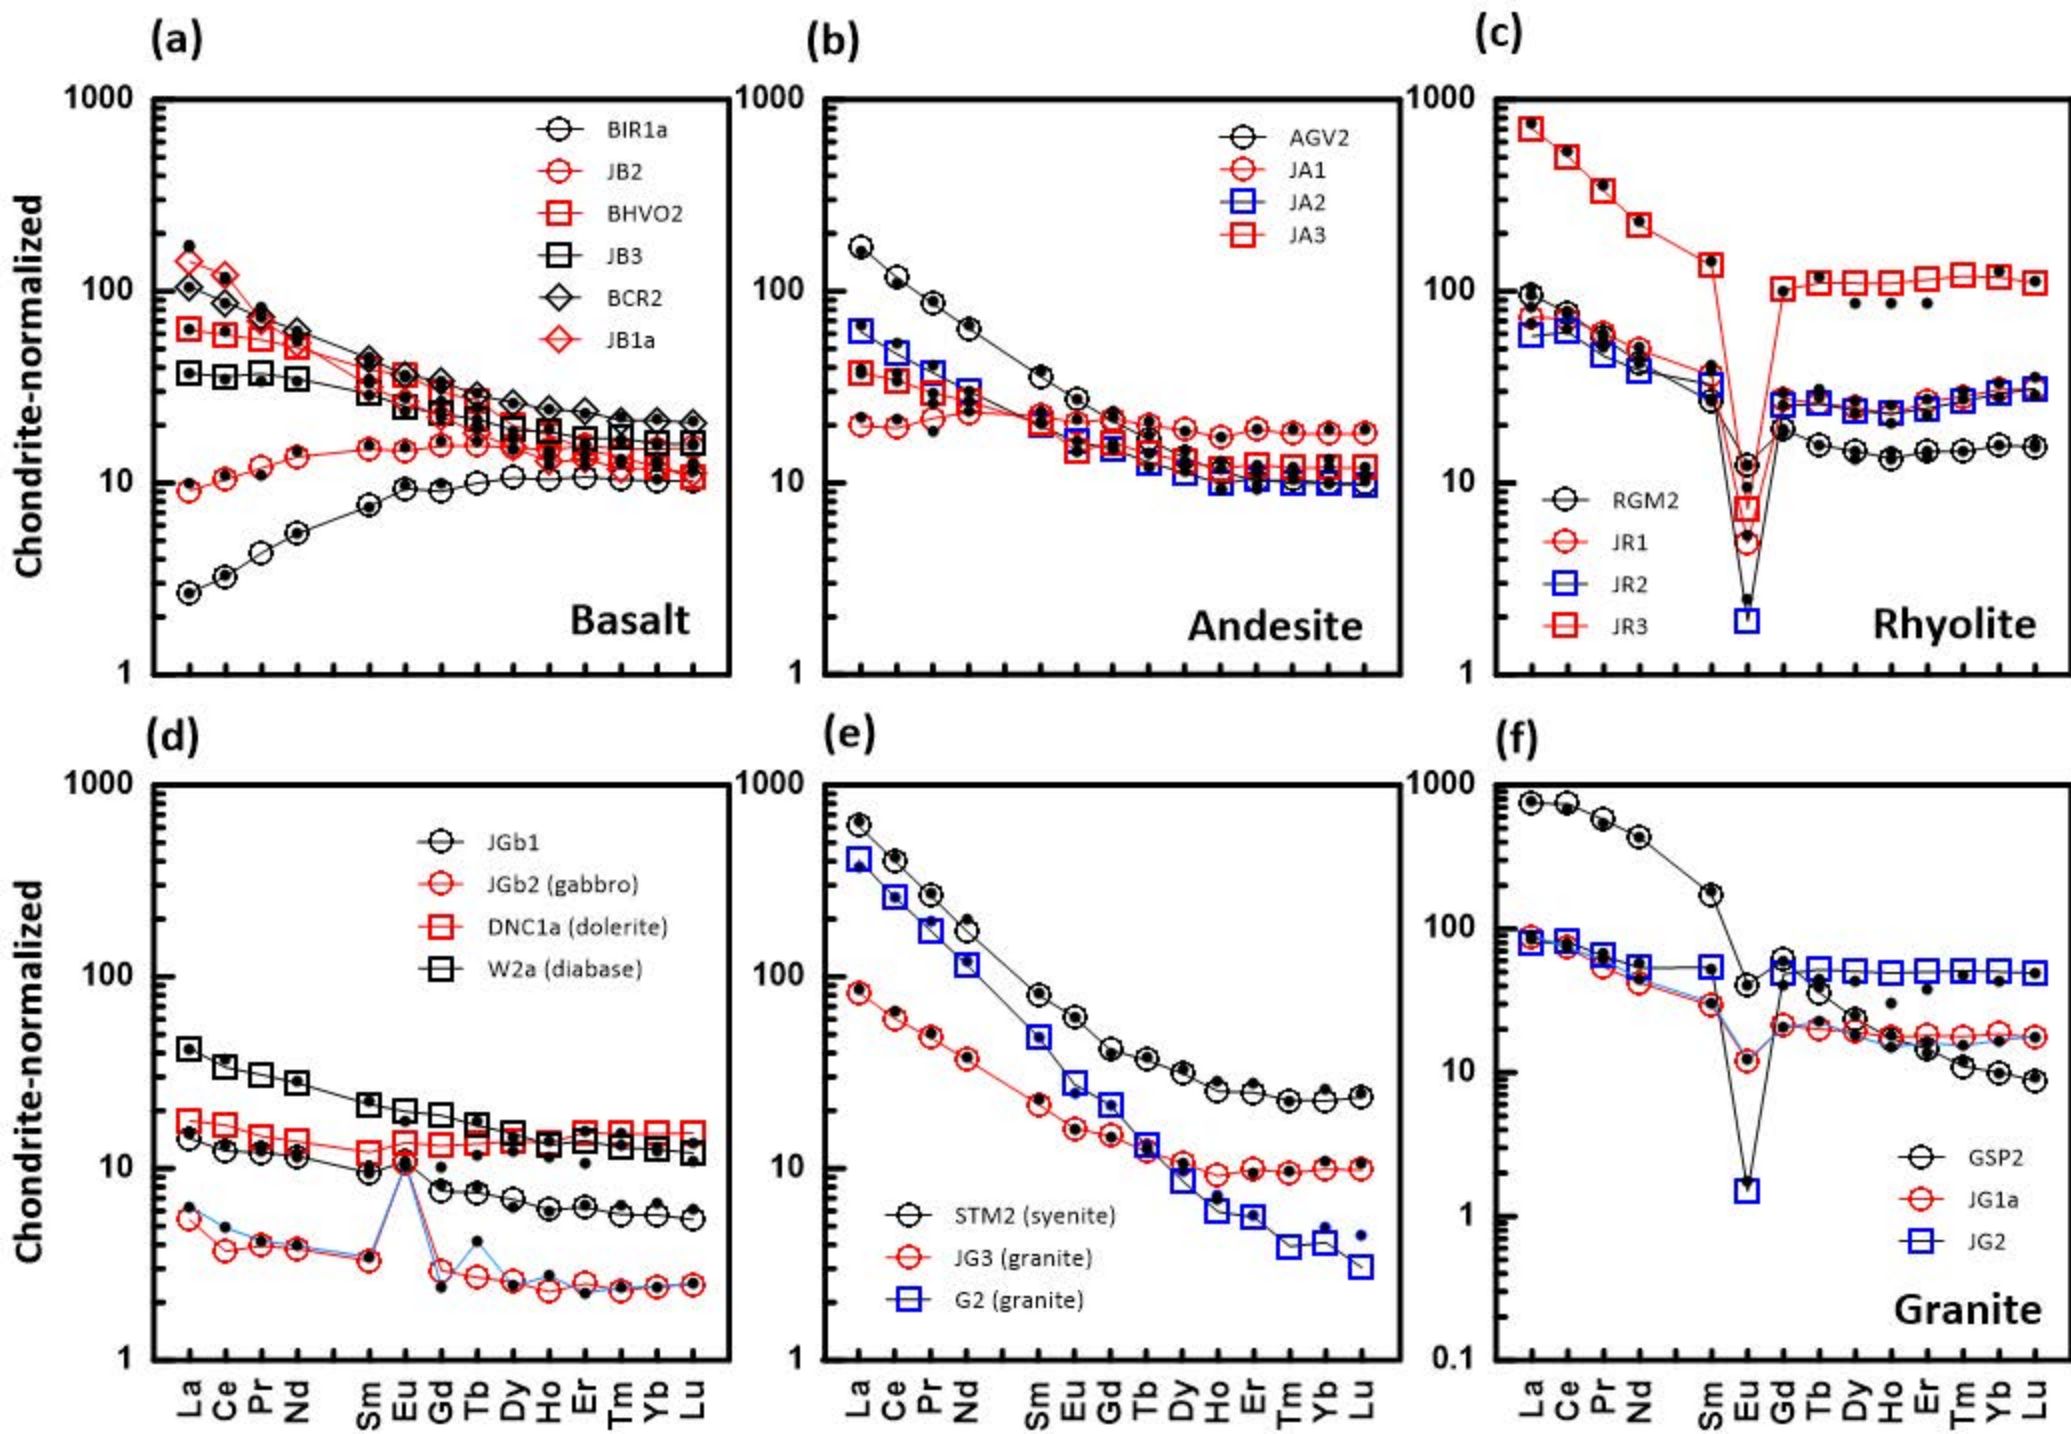 (a)
(b)
(c)
Chondrite-normalized
1000
100
10
1
BIR1a
JB2
BHVO2
JB3
BCR2
JB1a
Basalt
1000
100
10
1
AGV2
JA1
JA2
JA3
Andesite
1000
100
10
1
RGM2
JR1
JR2
JR3
Rhyolite
(d)
(e)
(f)
Chondrite-normalized
1000
100
10
1
JGb1
JGb2 (gabbro)
DNC1a (dolerite)
W2a (diabase)
La Ce Pr Nd Sm Eu Gd Tb Dy Ho Er Tm Yb Lu
1000
100
10
1
STM2 (syenite)
JG3 (granite)
G2 (granite)
La Ce Pr Nd Sm Eu Gd Tb Dy Ho Er Tm Yb Lu
1000
100
10
1
0.1
GSP2
JG1a
JG2
Granite
La Ce Pr Nd Sm Eu Gd Tb Dy Ho Er Tm Yb Lu